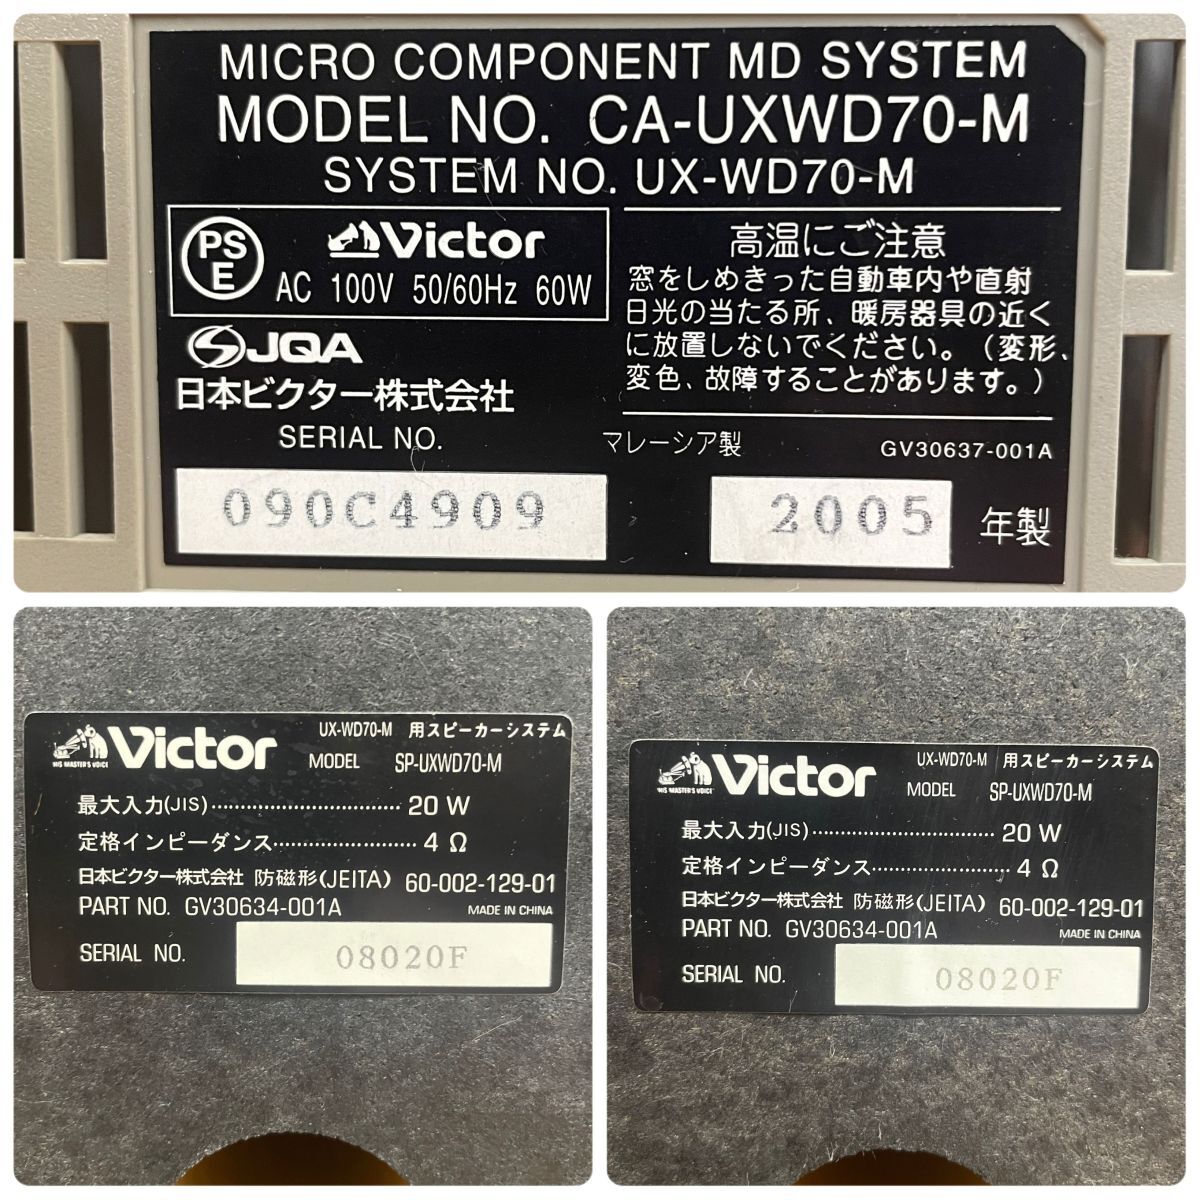 MICRO COMPONENT MD SYSTEM
MODEL NO. CA-UXWD70-M
SYSTEM NO. UX-WD70-M
PSE
Victor
AC 100V 50/60Hz 60W
JQA
日本ビクター株式会社
SERIAL NO.
090C4909
高温にご注意
窓をしめきった自動車内や直射
日光の当たる所、暖房器具の近く
に放置しないでください。(変形、
変色、故障することがあります。)
マレーシア製 GV30637-001A
2005 年製
HIS MASTER'S VOICE
Victor
UX-WD70-M 用スピーカーシステム
MODEL SP-UXWD70-M
最大入力(JIS)................................ 20 W
定格インピーダンス........................ 4 Ω
日本ビクター株式会社 防磁形(JEITA) 60-002-129-01
PART NO. GV30634-001A MADE IN CHINA
SERIAL NO. 08020F
HIS MASTER'S VOICE
Victor
UX-WD70-M 用スピーカーシステム
MODEL SP-UXWD70-M
最大入力(JIS)................................ 20 W
定格インピーダンス........................ 4 Ω
日本ビクター株式会社 防磁形(JEITA) 60-002-129-01
PART NO. GV30634-001A MADE IN CHINA
SERIAL NO. 08020F